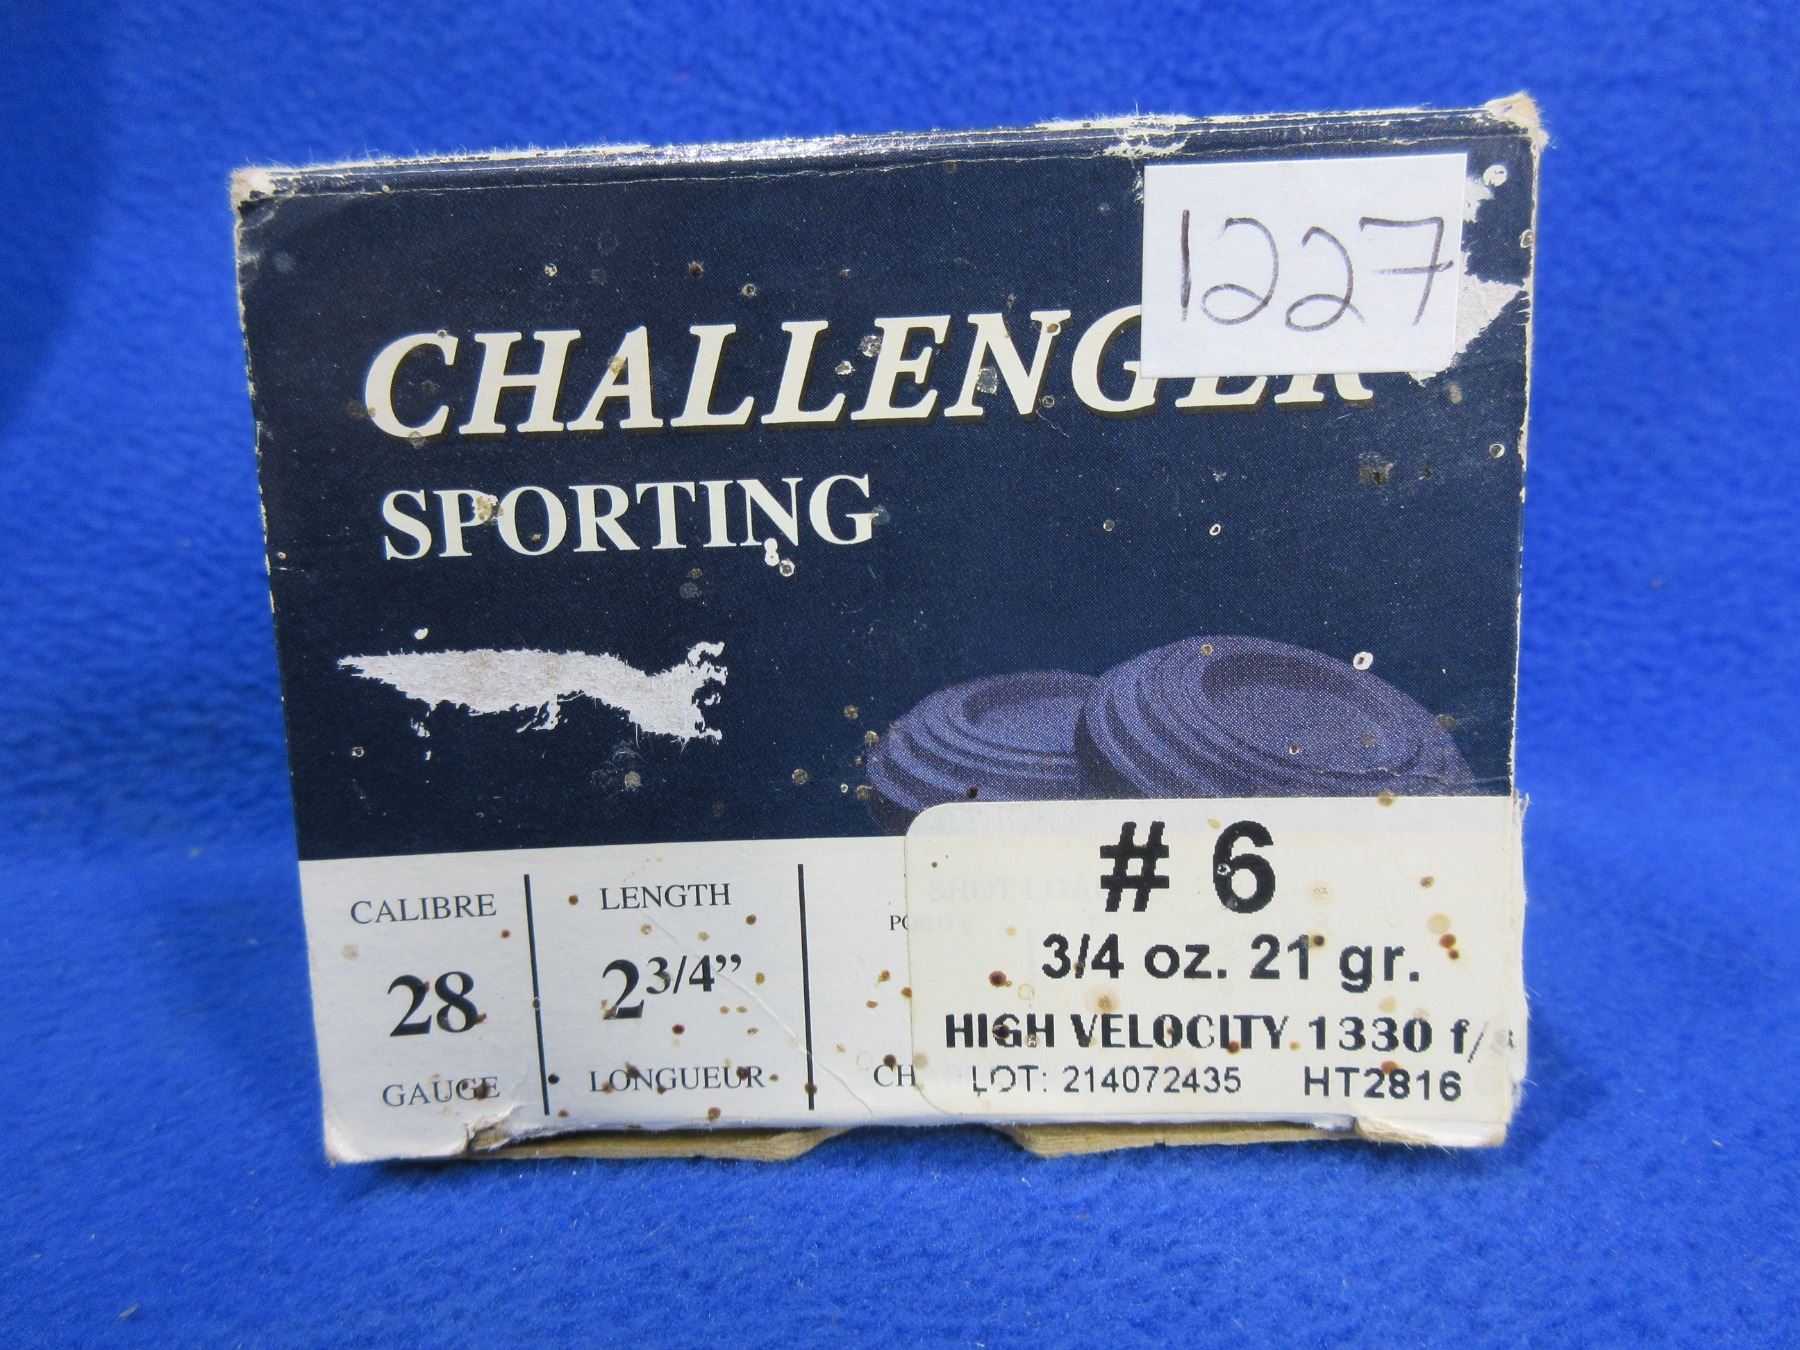 1227
CHALLENGER
SPORTING
CALIBRE
28
GAUGE
LENGTH
2 3/4”
LONGUEUR
# 6
3/4 oz. 21 gr.
HIGH VELOCITY 1330 f/s
LOT: 214072435 HT2816